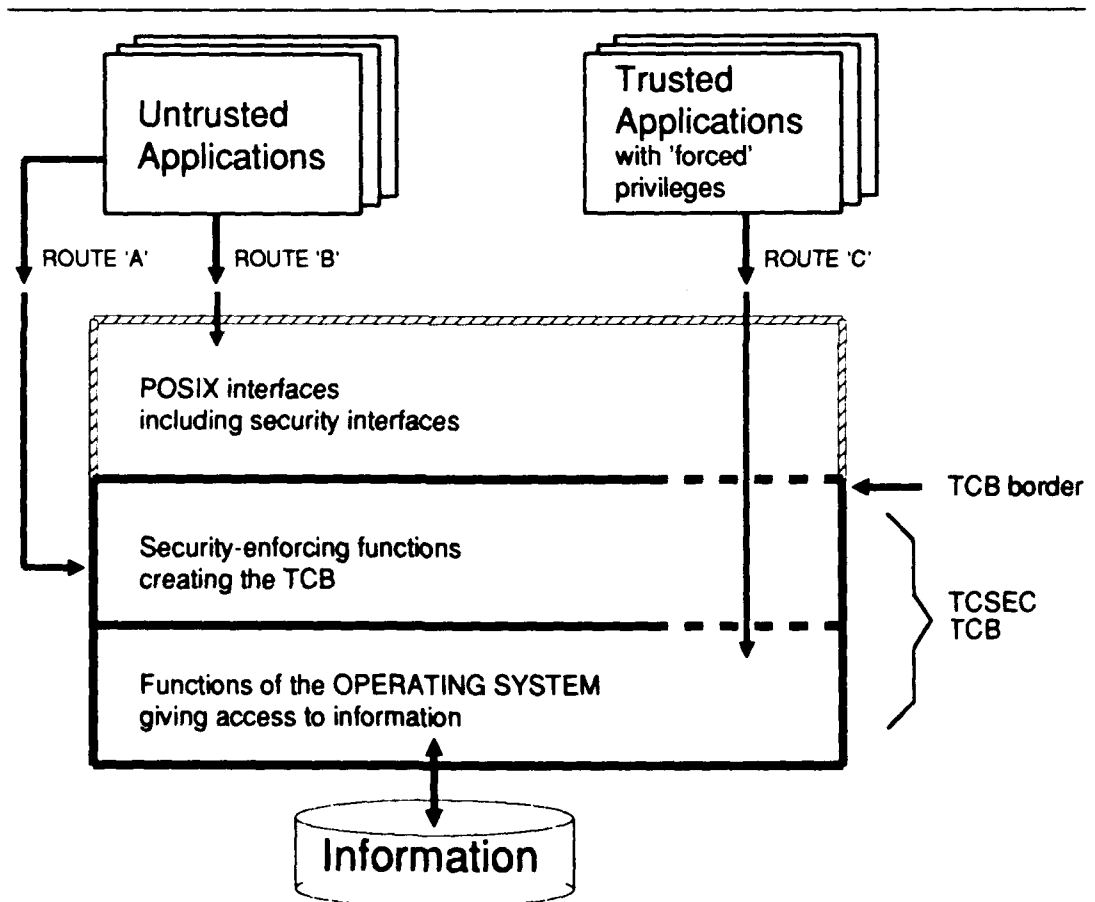 Untrusted
Applications
Trusted
Applications
with 'forced'
privileges
ROUTE 'A'
ROUTE 'B'
ROUTE 'C'
POSIX interfaces
including security interfaces
TCB border
Security-enforcing functions
creating the TCB
TCSEC
TCB
Functions of the OPERATING SYSTEM
giving access to information
Information